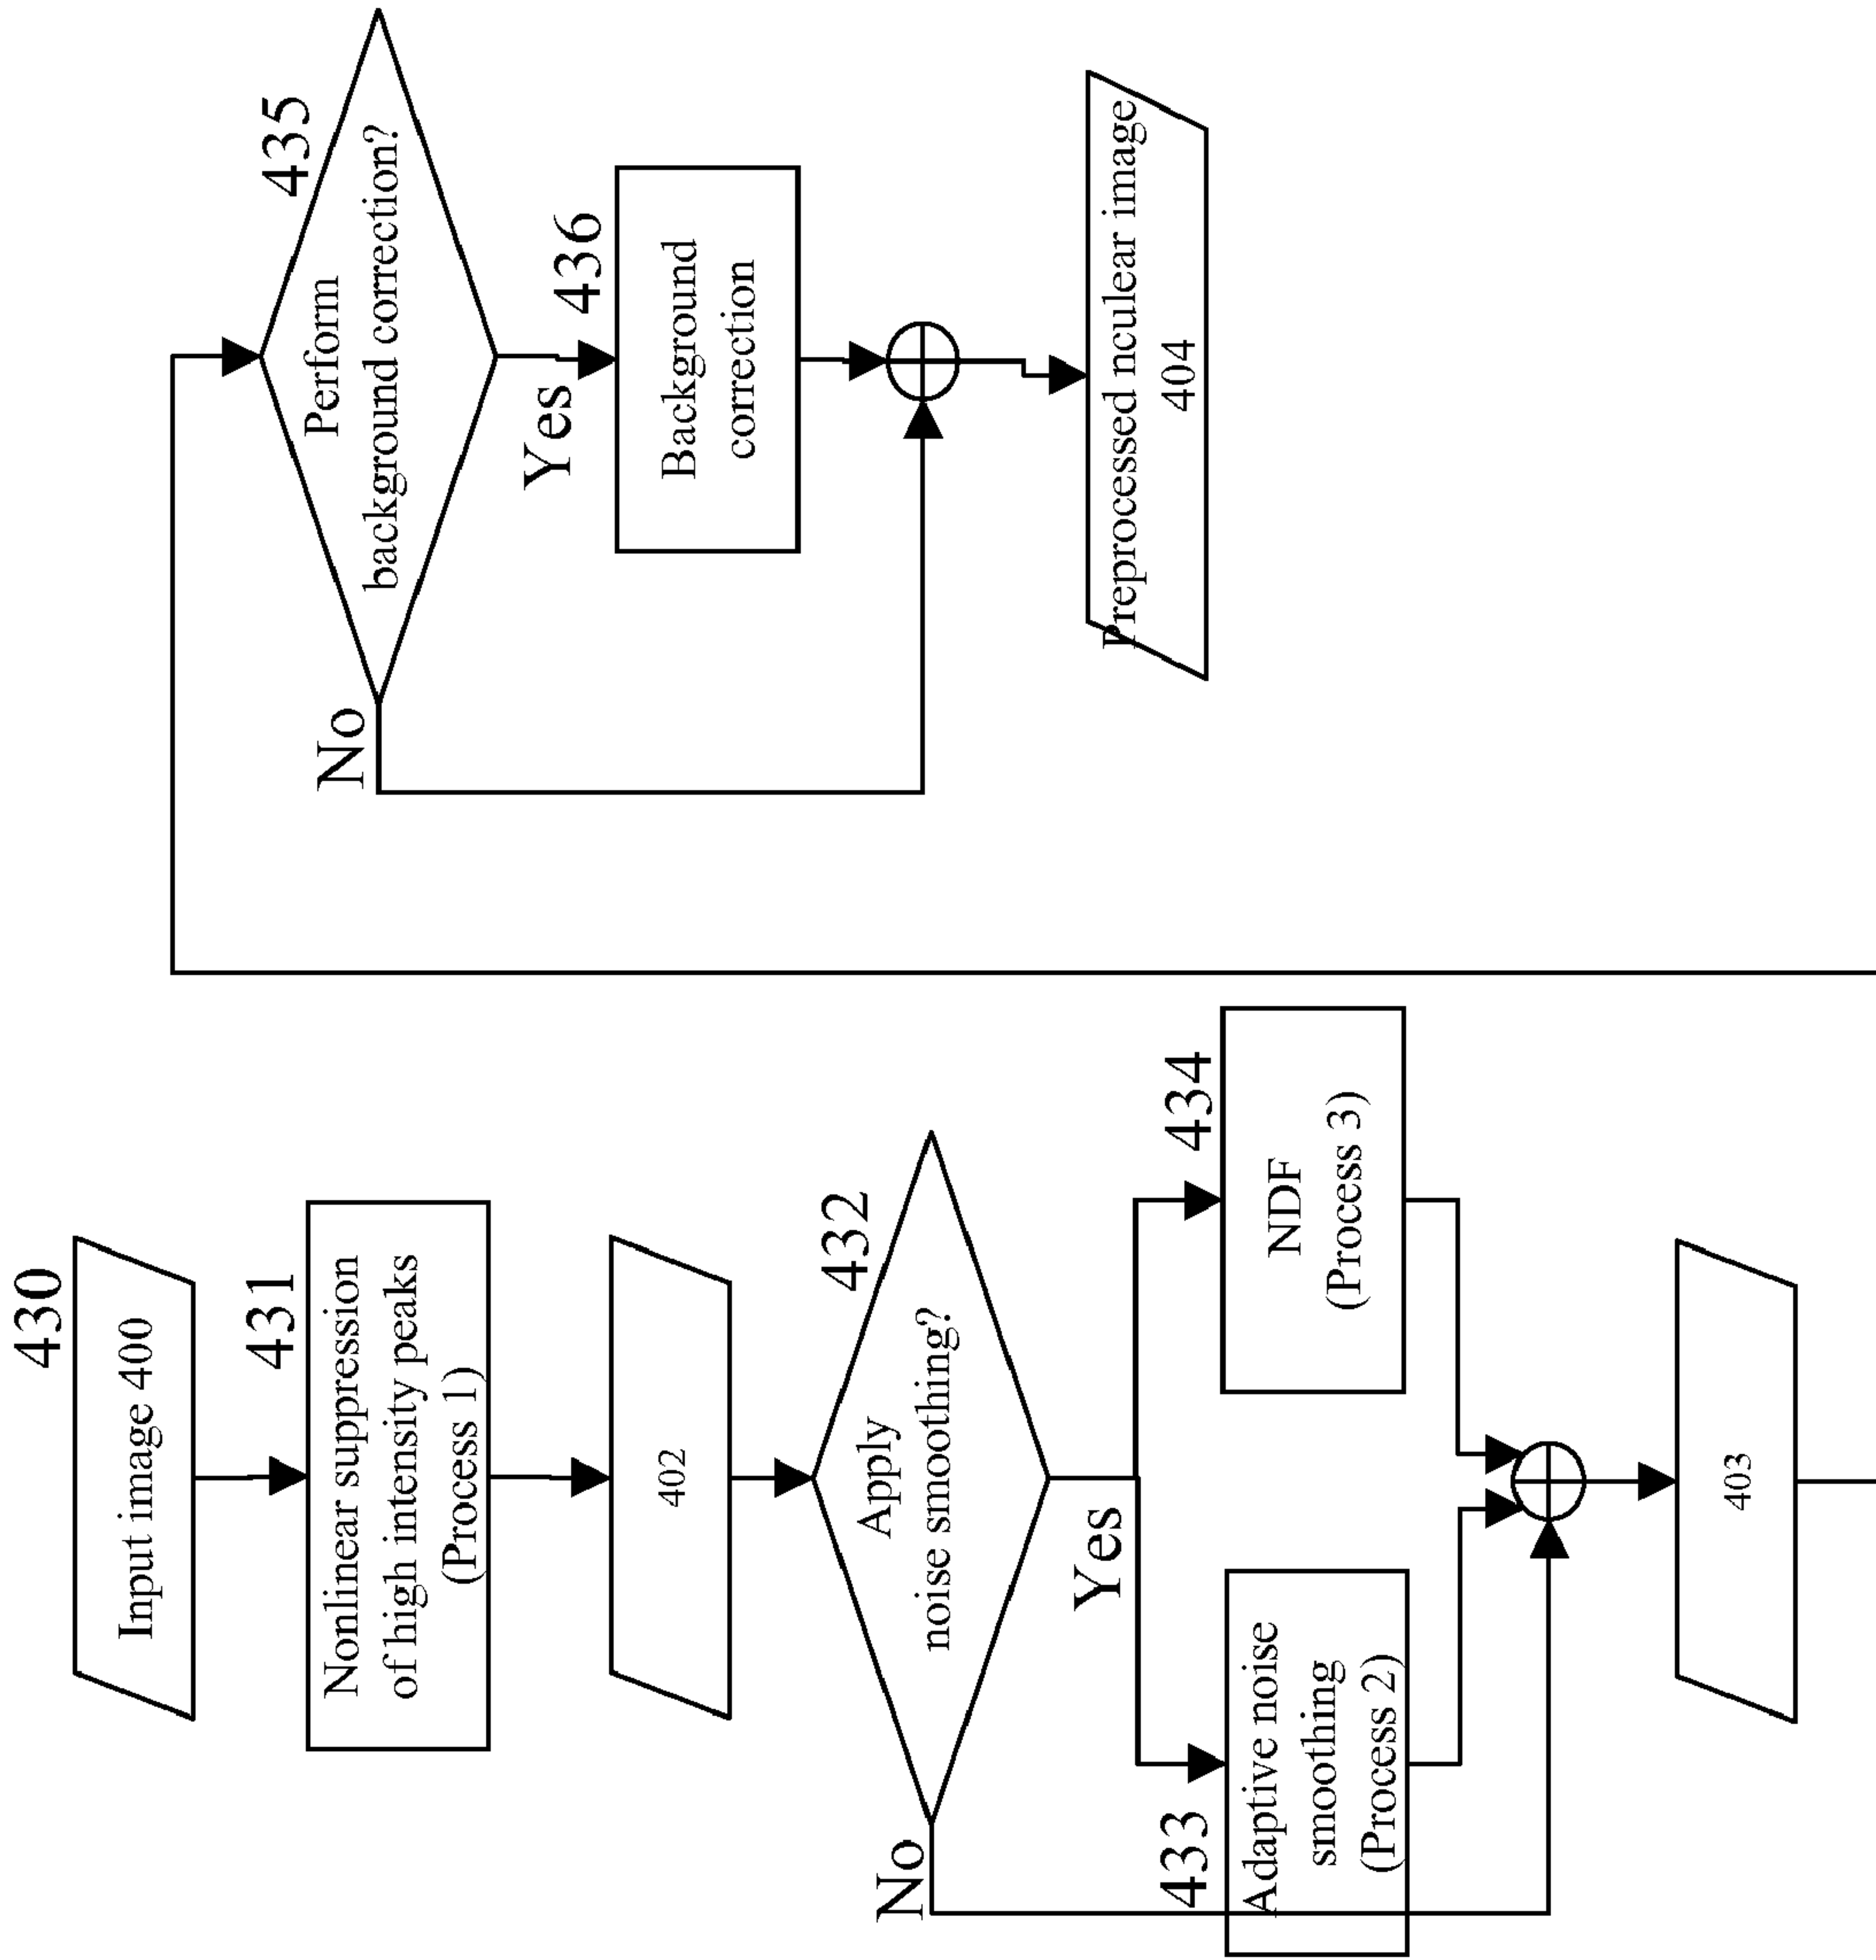 430
Input image 400
431
Nonlinear suppression
of high intensity peaks
(Process 1)
402
432
Apply
noise smoothing?
No
Yes
433
Adaptive noise
smoothing
(Process 2)
434
NDF
(Process 3)
403
435
Perform
background correction?
No
Yes
436
Background
correction
Preprocessed nculear image
404